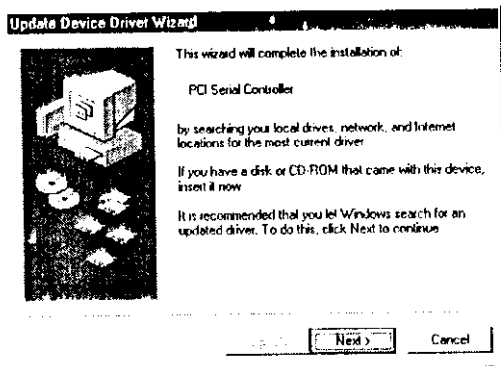 Update Device Driver Wizard
This wizard will complete the installation of:
PCI Serial Controller
by searching your local drives, network, and Internet
locations for the most current driver
If you have a disk or CD-ROM that came with this device,
insert it now
It is recommended that you let Windows search for an
updated driver. To do this, click Next to continue
Next > Cancel